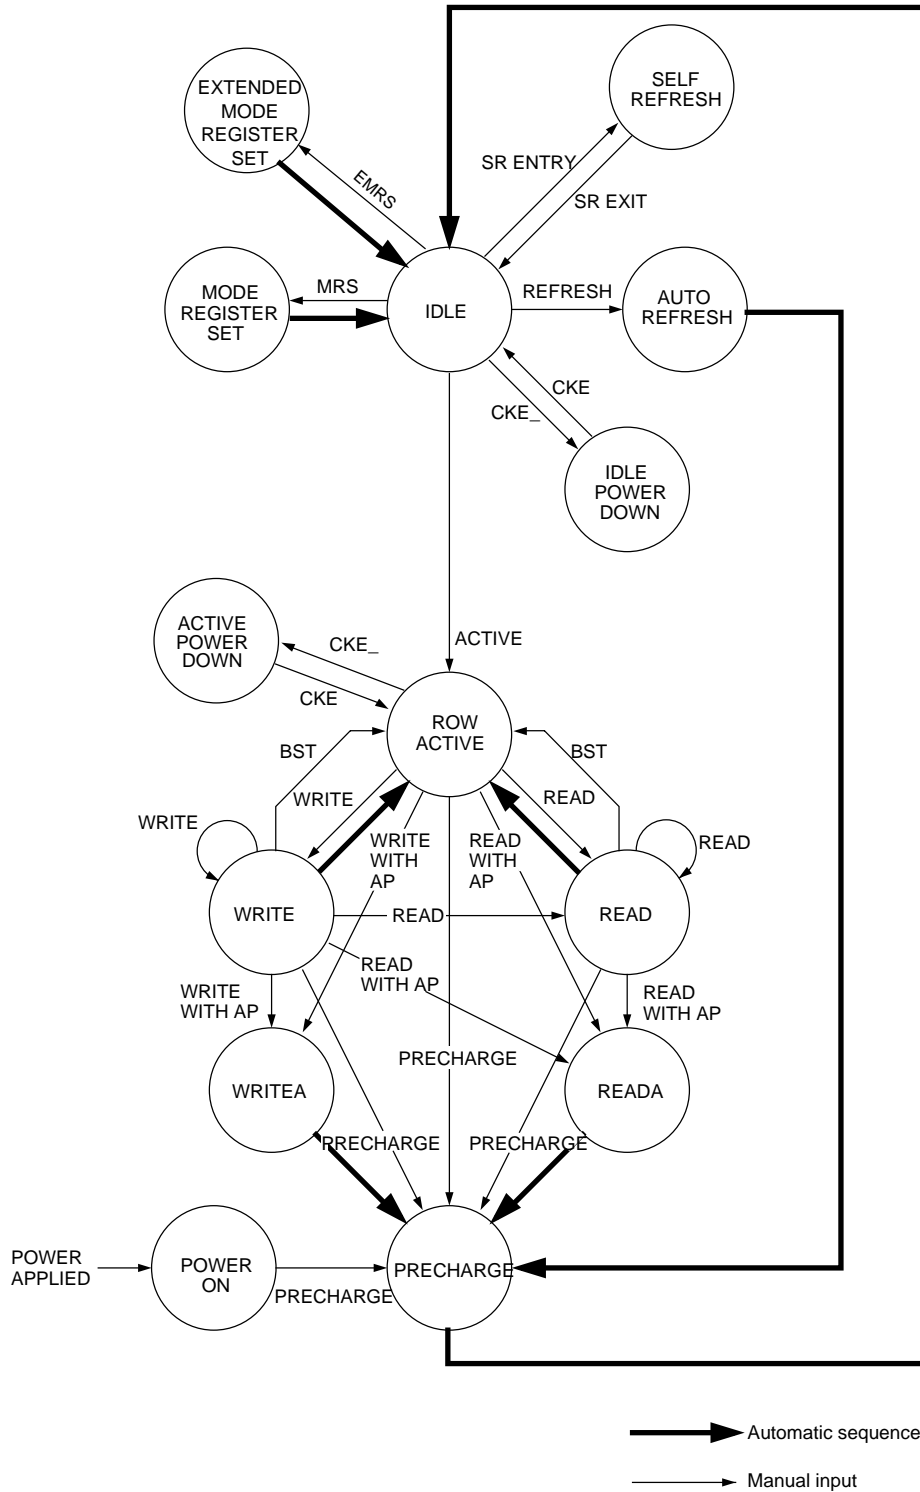 EXTENDED
MODE
REGISTER
SET
SELF
REFRESH
SR ENTRY
EMRS
SR EXIT
MODE
REGISTER
SET
MRS
IDLE
REFRESH
AUTO
REFRESH
CKE
CKE_
IDLE
POWER
DOWN
ACTIVE
POWER
DOWN
CKE_
ACTIVE
CKE
ROW
ACTIVE
BST
BST
WRITE
READ
WRITE
WRITE
WITH
AP
READ
WITH
AP
READ
WRITE
READ
READ
READ
WITH AP
WRITE
WITH AP
READ
WITH AP
PRECHARGE
WRITEA
READA
PRRECHARGE
PRECHARGE
POWER
APPLIED
POWER
ON
PRECHARGE
PRECHARGE
Automatic sequence
Manual input